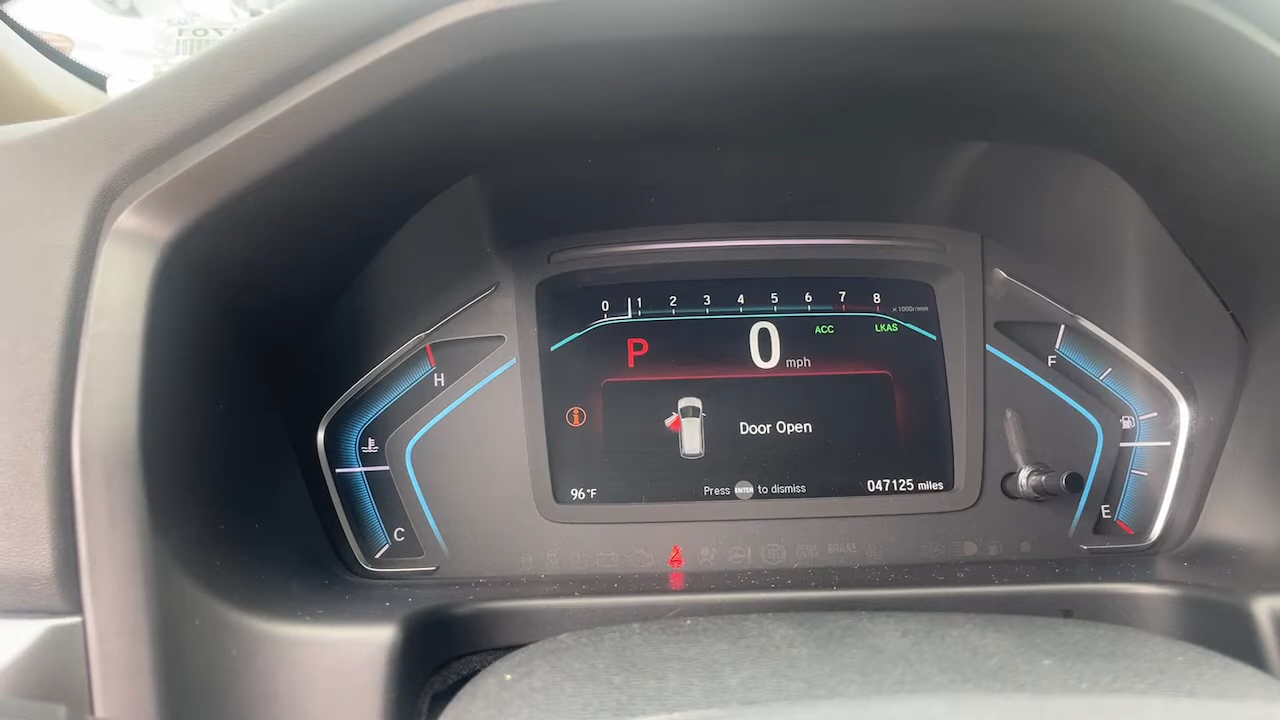 0 1 2 3 4 5 6 7 8 x1000r/min
P 0 mph ACC LKAS
H
F
Door Open
C
E
96°F
Press ENTER to dismiss
047125 miles
BRAKE